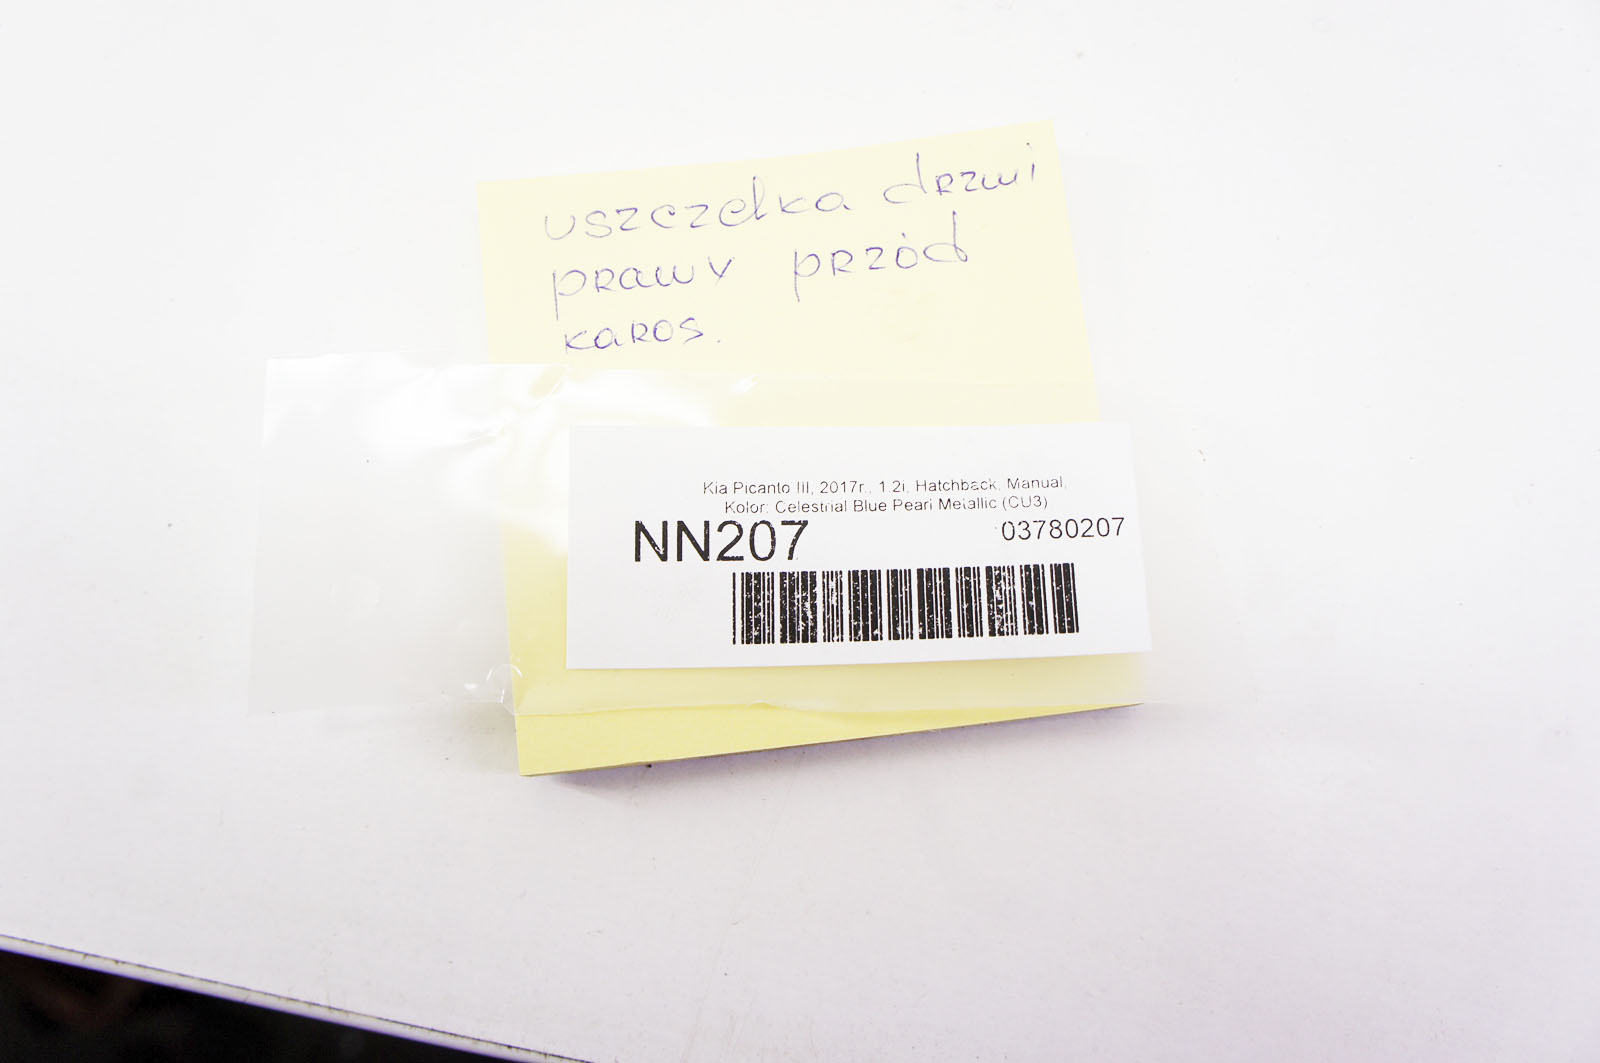 uszczelka drzwi
prawy przód
karos.
Kia Picanto III, 2017r., 1.2i, Hatchback, Manual,
Kolor: Celestrial Blue Pearl Metallic (CU3)
NN207 03780207